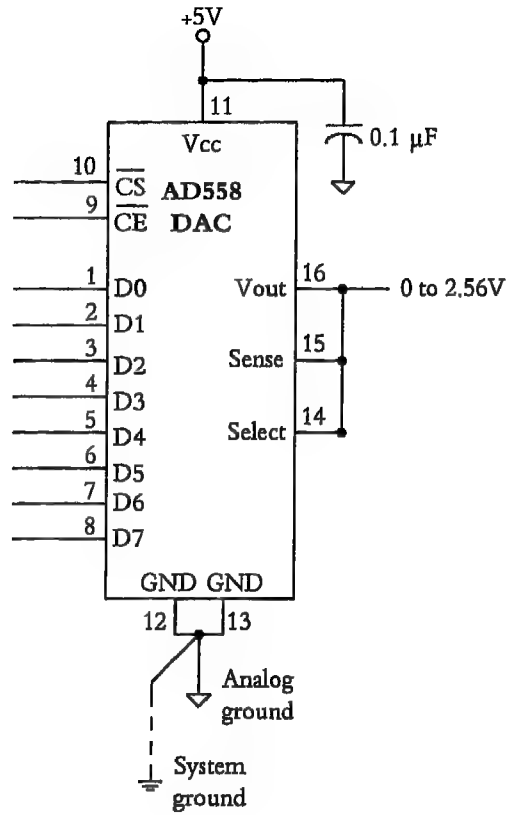 +5V
11
Vcc
0.1 µF
10
CS
AD558
9
CE
DAC
1
D0
Vout
16
0 to 2.56V
2
D1
3
D2
Sense
15
4
D3
5
D4
Select
14
6
D5
7
D6
8
D7
GND GND
12
13
Analog
ground
System
ground